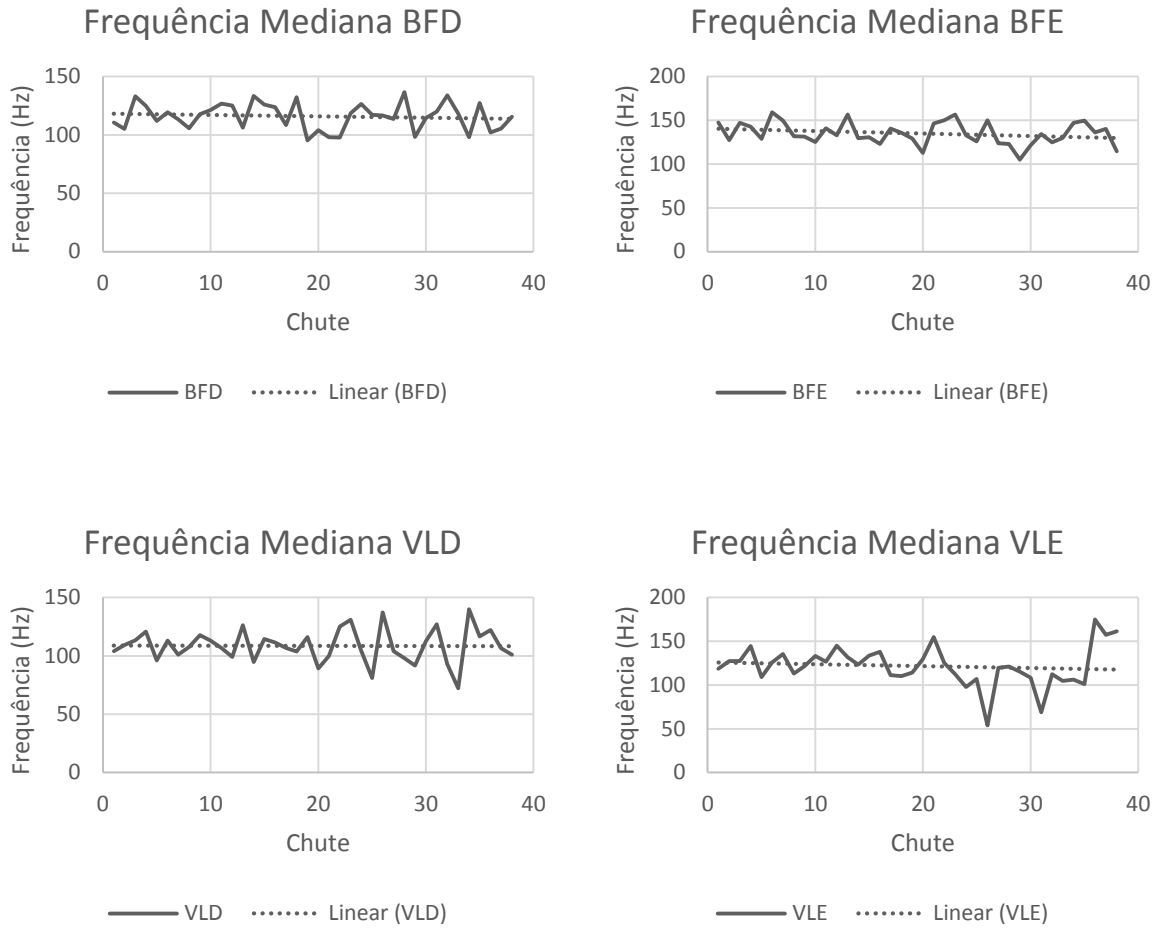 Frequência Mediana BFD
Frequência (Hz)
150
100
50
0
0 10 20 30 40
Chute
BFD Linear (BFD)
Frequência Mediana BFE
Frequência (Hz)
200
150
100
50
0
0 10 20 30 40
Chute
BFE Linear (BFE)
Frequência Mediana VLD
Frequência (Hz)
150
100
50
0
0 10 20 30 40
Chute
VLD Linear (VLD)
Frequência Mediana VLE
Frequência (Hz)
200
150
100
50
0
0 10 20 30 40
Chute
VLE Linear (VLE)